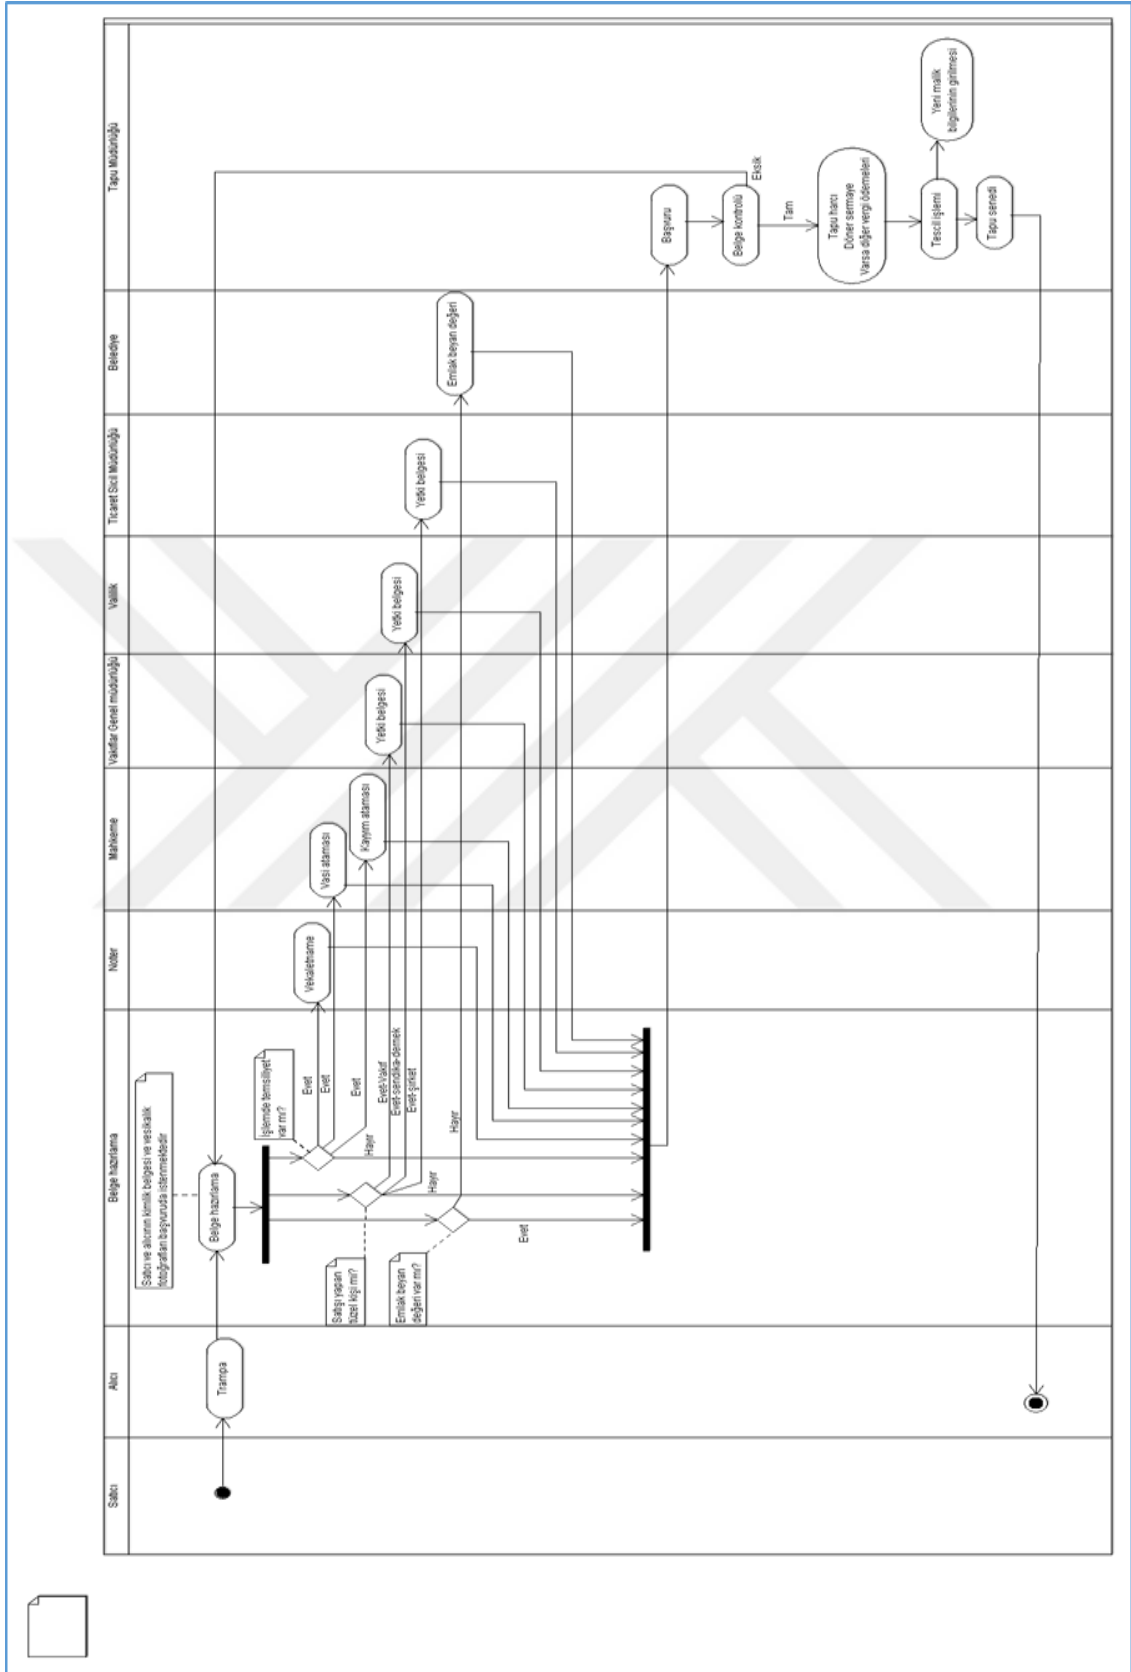 Satıcı
Alıcı
Belge hazırlama
Noter
Mahkeme
Vakıflar Genel müdürlüğü
Valilik
Ticaret Sicil Müdürlüğü
Belediye
Tapu Müdürlüğü
Trampa
Satıcı ve alıcının kimlik belgesi ve vesikalık
fotoğrafları başvuruda istenmektedir
Belge hazırlama
İşlemde temsiliyet
var mı?
Satışı yapan
tüzel kişi mi?
Emlak beyan
değeri var mı?
Evet
Evet
Evet
Hayır
Evet-Vakıf
Evet-sendika-dernek
Evet-şirket
Hayır
Hayır
Evet
Vekaletname
Vasi ataması
Kayyım ataması
Yetki belgesi
Yetki belgesi
Yetki belgesi
Emlak beyan değeri
Başvuru
Belge kontrolü
Eksik
Tam
Tapu harcı
Döner sermaye
Varsa diğer vergi ödemeleri
Tescil işlemi
Yeni malik
bilgilerinin girilmesi
Tapu senedi